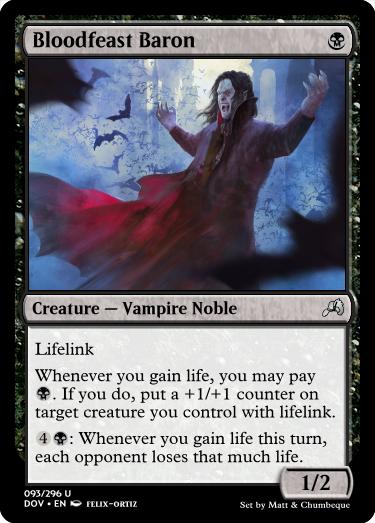 Bloodfeast Baron
Creature — Vampire Noble
Lifelink
Whenever you gain life, you may pay
. If you do, put a +1/+1 counter on
target creature you control with lifelink.
4 : Whenever you gain life this turn,
each opponent loses that much life.
1/2
093/296 U
DOV • EN FELIX-ORTIZ
Set by Matt & Chumbeque